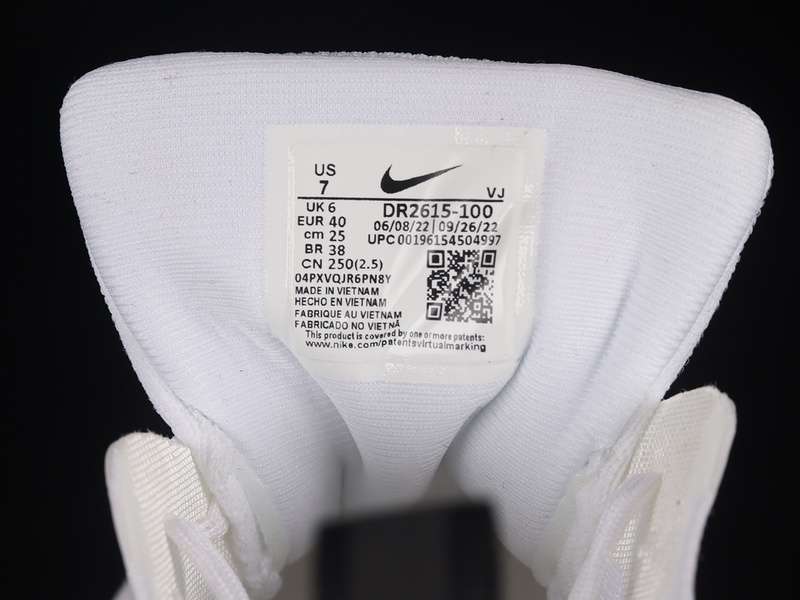 US
7
VJ
UK 6
DR2615-100
EUR 40
06/08/22 | 09/26/22
cm 25
UPC 00196154504997
BR 38
CN 250(2.5)
04PXVQJR6PN8Y
MADE IN VIETNAM
HECHO EN VIETNAM
FABRIQUE AU VIETNAM
FABRICADO NO VIETNÃ
This product is covered by one or more patents:
www.nike.com/patentsvirtualmarking